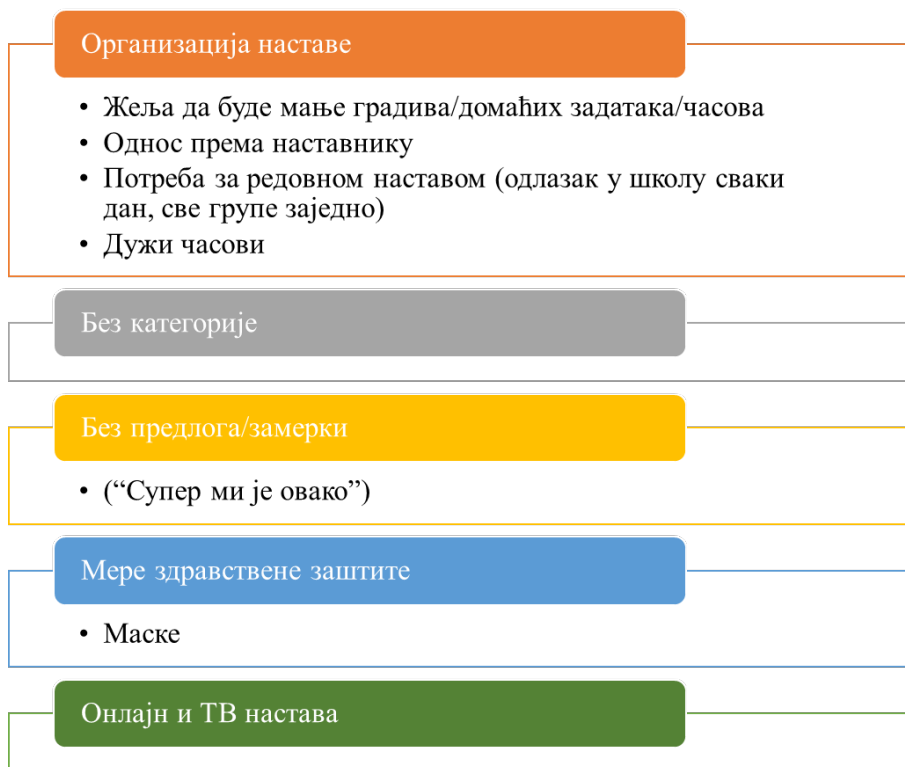 Организација наставе
• Жеља да буде мање градива/домаћих задатака/часова
• Однос према наставнику
• Потреба за редовном наставом (одлазак у школу сваки
дан, све групе заједно)
• Дужи часови
Без категорије
Без предлога/замерки
• (“Супер ми је овако”)
Мере здравствене заштите
• Маске
Онлајн и ТВ настава